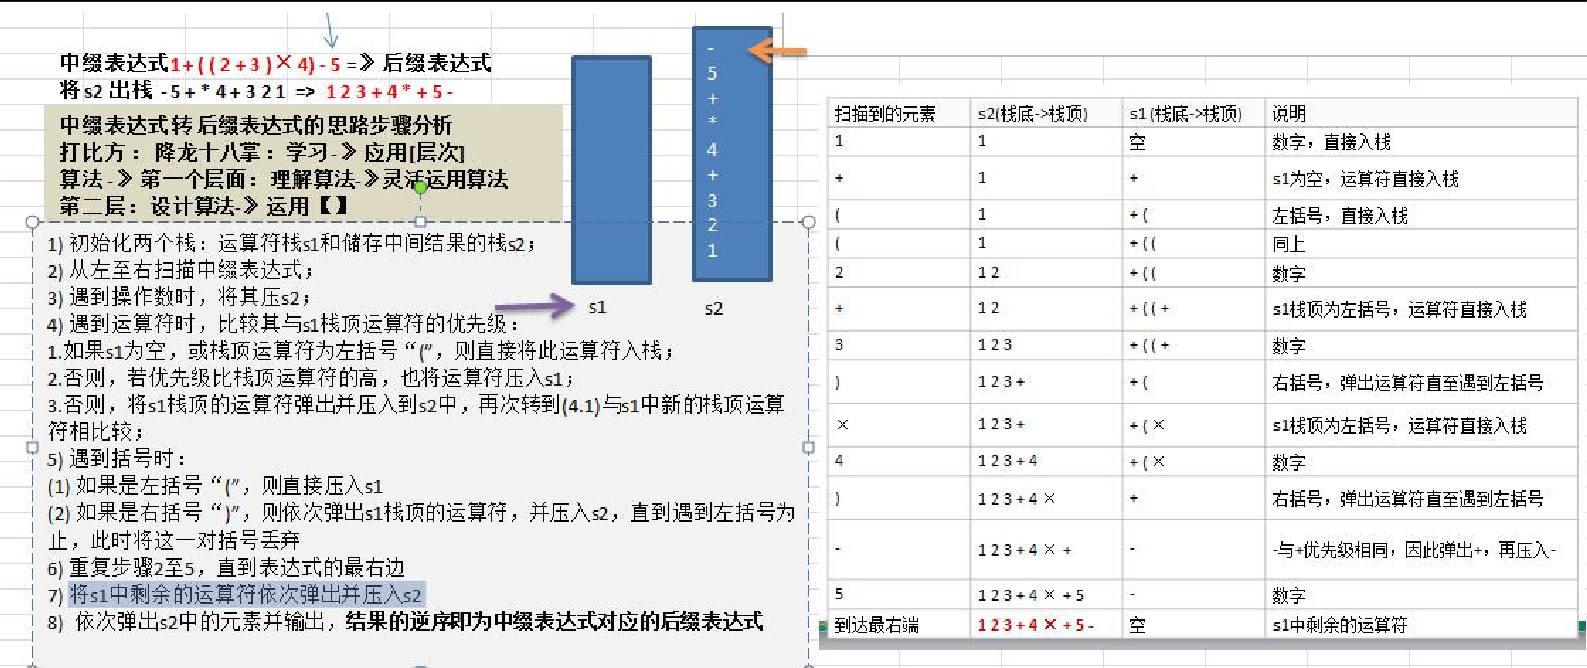 中缀表达式1+((2+3)×4)-5 =》 后缀表达式
将s2 出栈 -5+*4+321 => 123+4*+5-
中缀表达式 转 后缀表达式的 思路步骤分析
打比方： 降龙十八掌： 学习 -》 应用[层次]
算法 -》 第一个层面： 理解算法-》灵活运用算法
第二层： 设计算法-》 运用 【 】
1) 初始化两个栈：运算符栈s1和储存中间结果的栈s2；
2) 从左至右扫描中缀表达式；
3) 遇到操作数时，将其压s2；
4) 遇到运算符时，比较其与s1栈顶运算符的优先级：
1.如果s1为空，或栈顶运算符为左括号“(”，则直接将此运算符入栈；
2.否则，若优先级比栈顶运算符的高，也将运算符压入s1；
3.否则，将s1栈顶的运算符弹出并压入到s2中，再次转到(4.1)与s1中新的栈顶运算
符相比较；
5) 遇到括号时：
(1) 如果是左括号“(”，则直接压入s1
(2) 如果是右括号“)”，则依次弹出s1栈顶的运算符，并压入s2，直到遇到左括号为
止，此时将这一对括号丢弃
6) 重复步骤2至5，直到表达式的最右边
7) 将s1中剩余的运算符依次弹出并压入s2
8) 依次弹出s2中的元素并输出，结果的逆序即为中缀表达式对应的后缀表达式
s1
-
5
+
*
4
+
3
2
1
s2
扫描到的元素 s2(栈底->栈顶) s1 (栈底->栈顶) 说明
1 1 空 数字，直接入栈
+ 1 + s1为空，运算符直接入栈
( 1 + ( 左括号，直接入栈
( 1 + ( ( 同上
2 1 2 + ( ( 数字
+ 1 2 + ( ( + s1栈顶为左括号，运算符直接入栈
3 1 2 3 + ( ( + 数字
) 1 2 3 + + ( 右括号，弹出运算符直至遇到左括号
× 1 2 3 + + ( × s1栈顶为左括号，运算符直接入栈
4 1 2 3 + 4 + ( × 数字
) 1 2 3 + 4 × + 右括号，弹出运算符直至遇到左括号
- 1 2 3 + 4 × + - -与+优先级相同，因此弹出+，再压入-
5 1 2 3 + 4 × + 5 - 数字
到达最右端 1 2 3 + 4 × + 5 - 空 s1中剩余的运算符